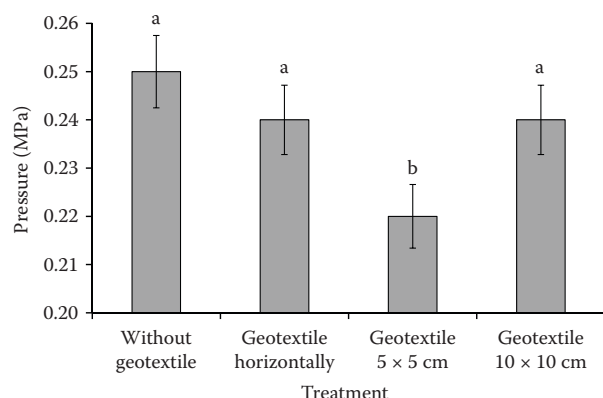 0.26
0.25
0.24
0.23
0.22
0.21
0.20
Pressure (MPa)
a
a
b
a
Without
geotextile
Geotextile
horizontally
Geotextile
5 × 5 cm
Geotextile
10 × 10 cm
Treatment